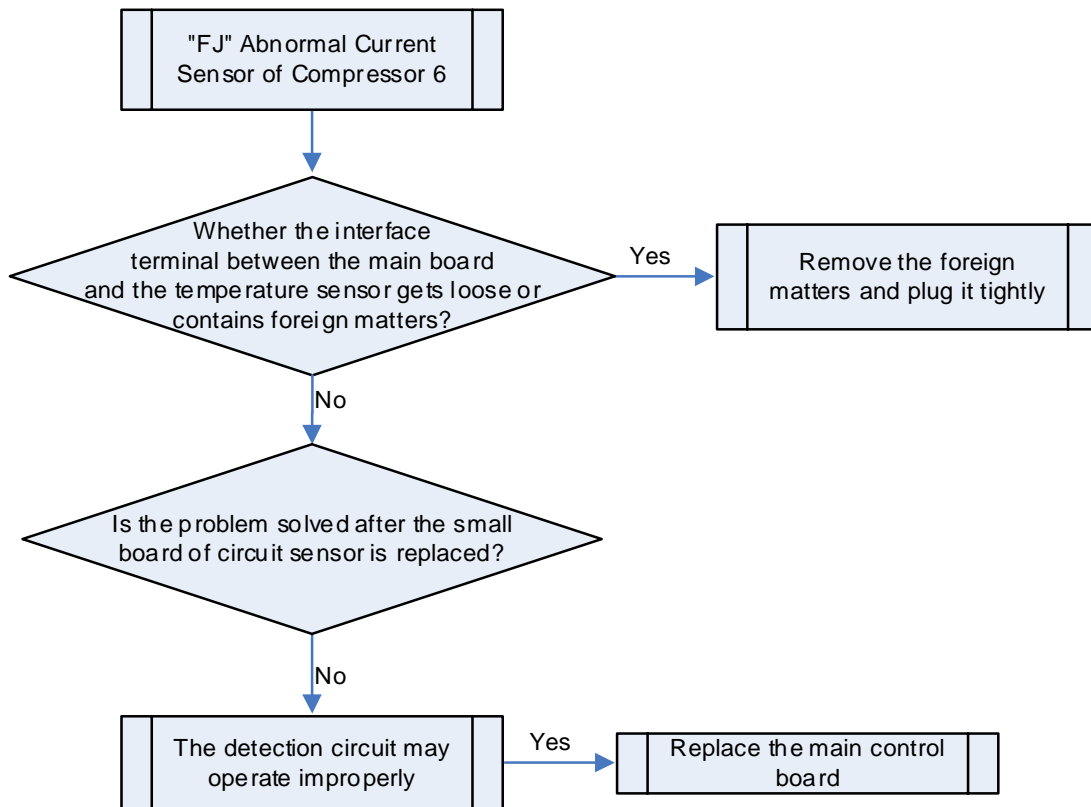 "FJ" Abnormal Current
Sensor of Compressor 6
Whether the interface
terminal between the main board
and the temperature sensor gets loose or
contains foreign matters?
Yes
Remove the foreign
matters and plug it tightly
No
Is the problem solved after the small
board of circuit sensor is replaced?
No
The detection circuit may
operate improperly
Yes
Replace the main control
board